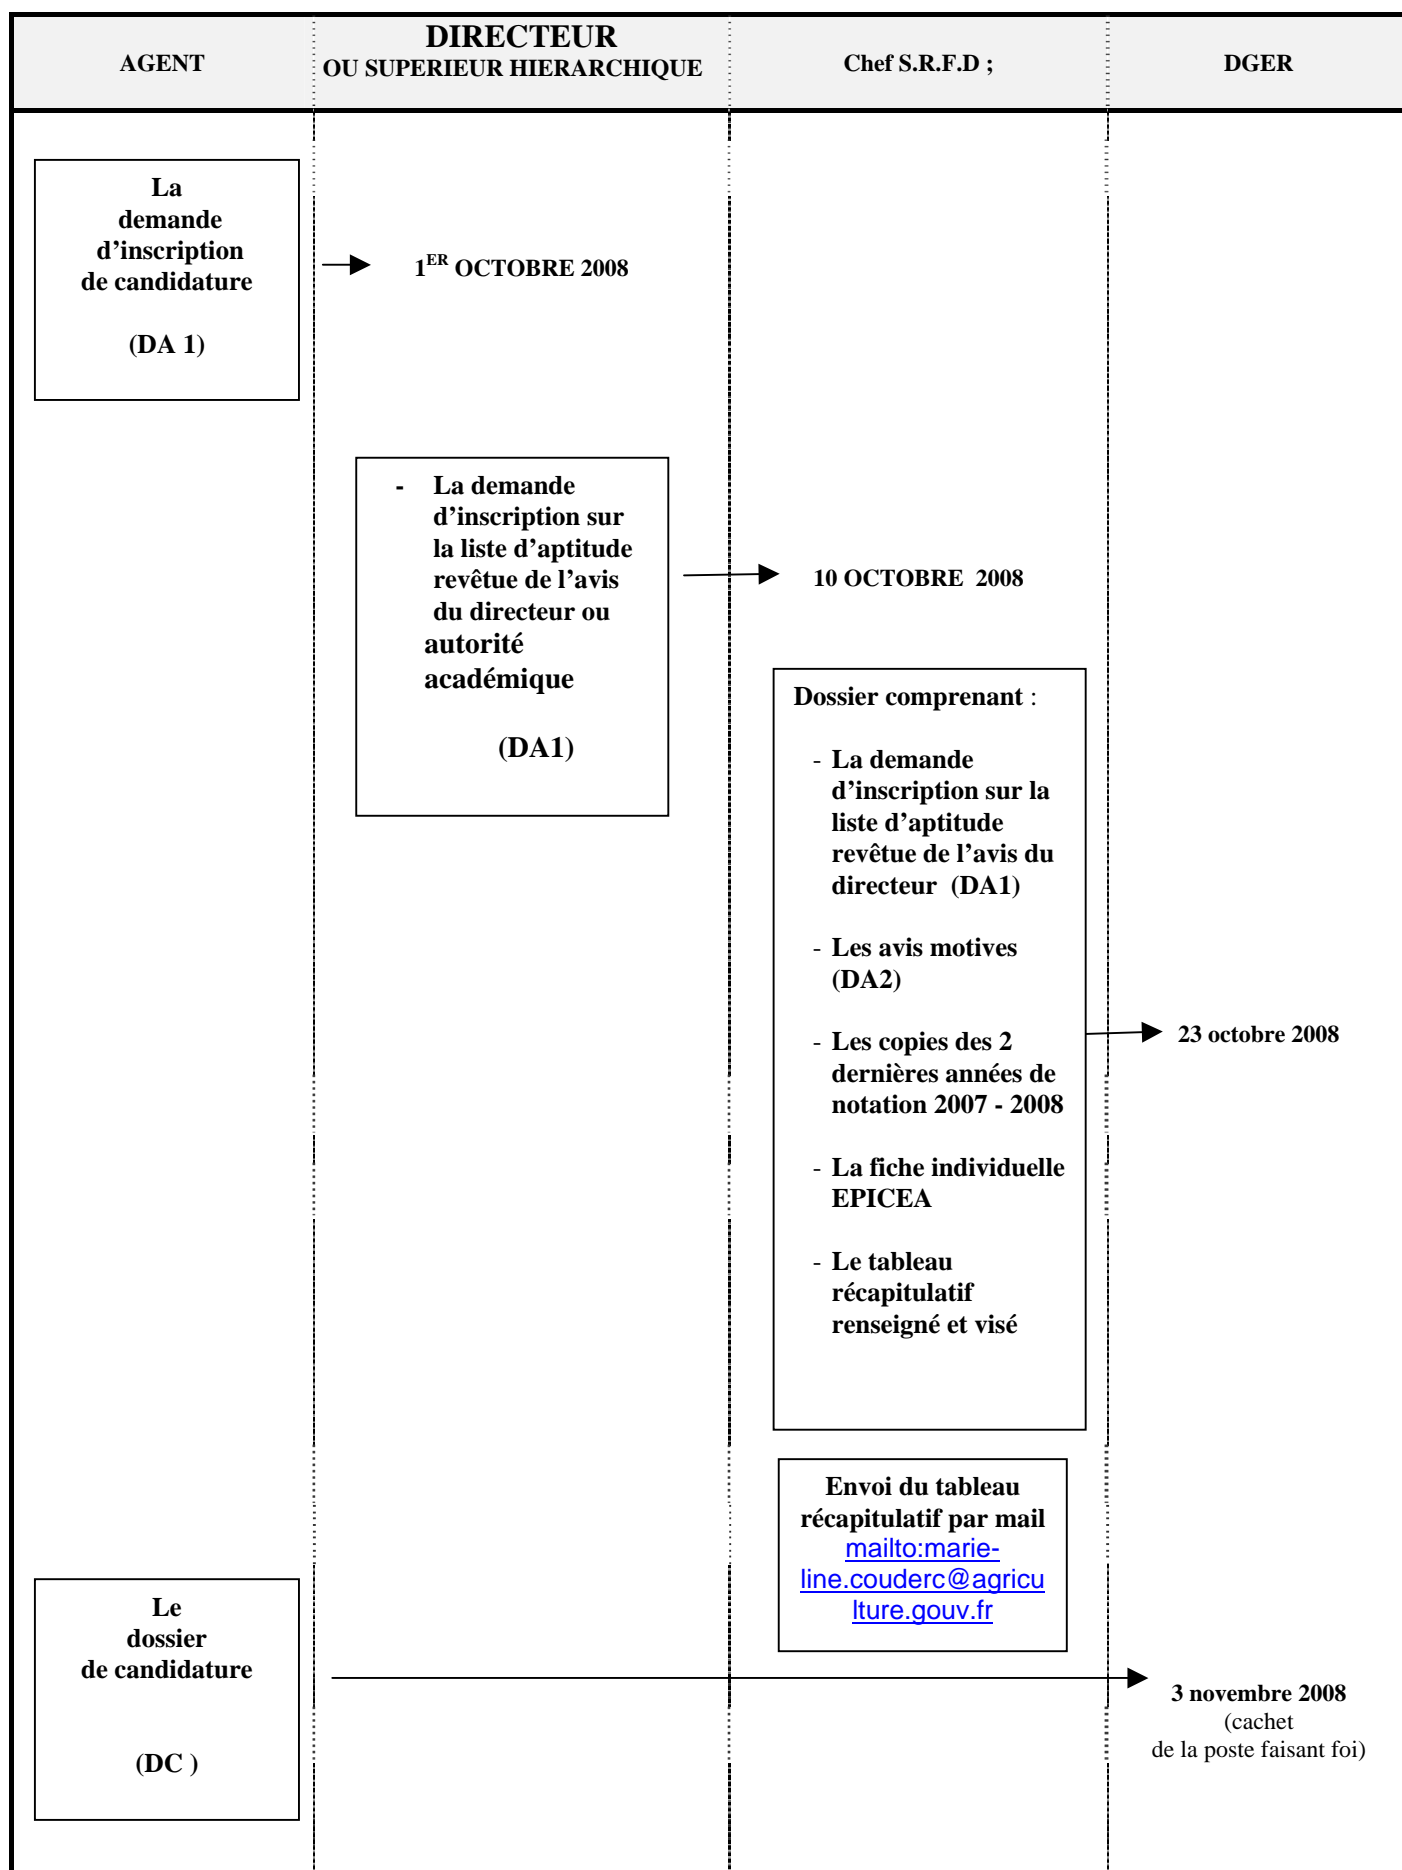 AGENT
DIRECTEUR
OU SUPERIEUR HIERARCHIQUE
Chef S.R.F.D ;
DGER
La
demande
d’inscription
de candidature
(DA 1)
1ER OCTOBRE 2008
- La demande
d’inscription sur
la liste d’aptitude
revêtue de l’avis
du directeur ou
autorité
académique
(DA1)
10 OCTOBRE 2008
Dossier comprenant :
- La demande
d’inscription sur la
liste d’aptitude
revêtue de l’avis du
directeur (DA1)
- Les avis motives
(DA2)
- Les copies des 2
dernières années de
notation 2007 - 2008
- La fiche individuelle
EPICEA
- Le tableau
récapitulatif
renseigné et visé
23 octobre 2008
Envoi du tableau
récapitulatif par mail
mailto:marie-
line.couderc@agricu
lture.gouv.fr
Le
dossier
de candidature
(DC )
3 novembre 2008
(cachet
de la poste faisant foi)